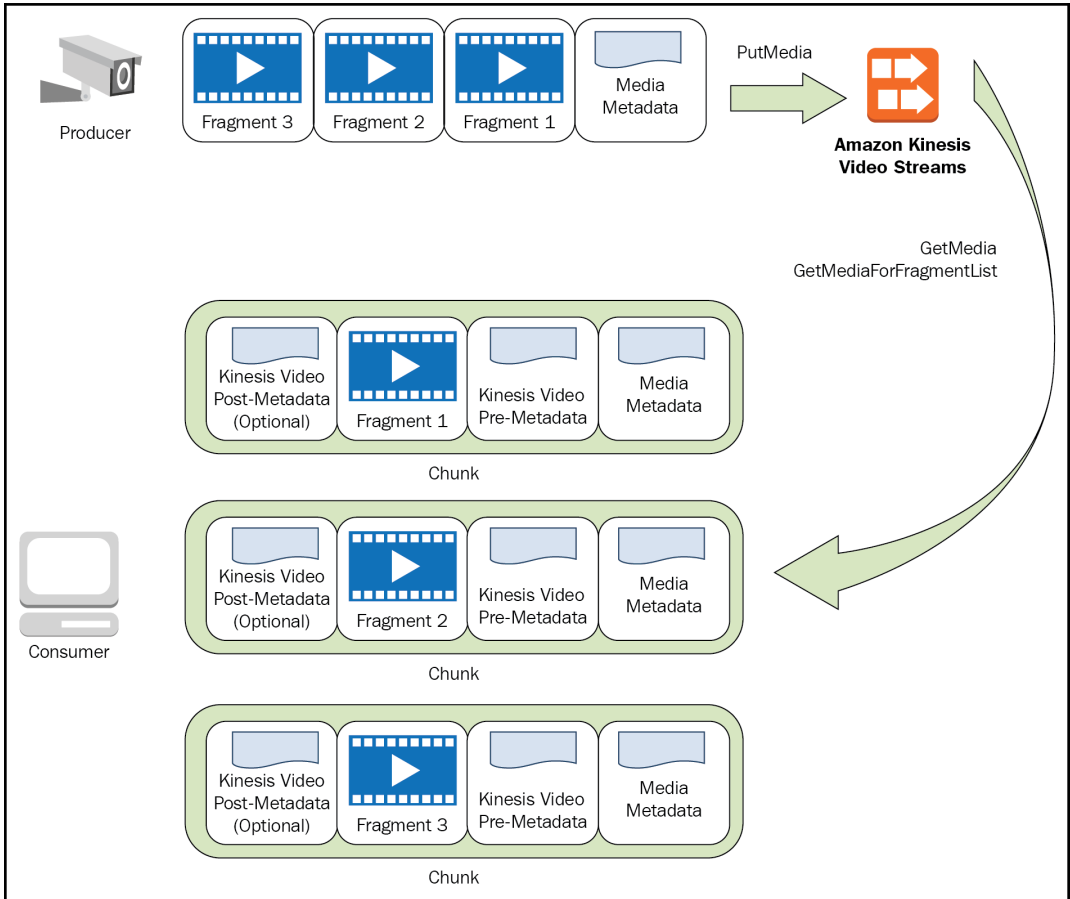 Producer
Fragment 3
Fragment 2
Fragment 1
Media
Metadata
PutMedia
Amazon Kinesis
Video Streams
GetMedia
GetMediaForFragmentList
Kinesis Video
Post-Metadata
(Optional)
Fragment 1
Kinesis Video
Pre-Metadata
Media
Metadata
Chunk
Consumer
Kinesis Video
Post-Metadata
(Optional)
Fragment 2
Kinesis Video
Pre-Metadata
Media
Metadata
Chunk
Kinesis Video
Post-Metadata
(Optional)
Fragment 3
Kinesis Video
Pre-Metadata
Media
Metadata
Chunk